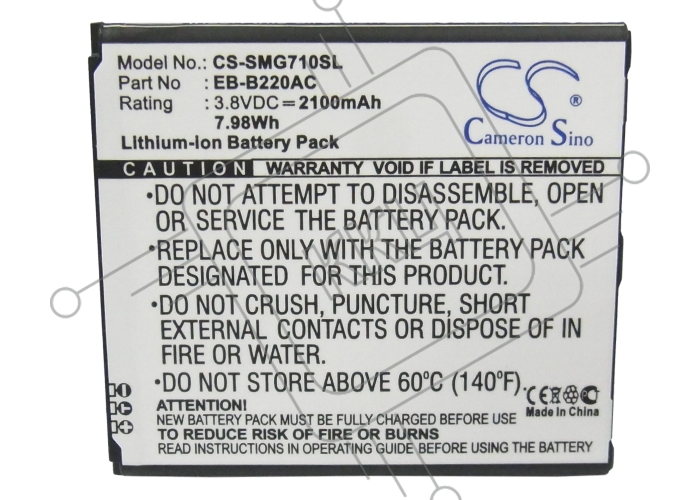 Model No.: CS-SMG710SL
Part No. : EB-B220AC
Rating : 3.8VDC⎓2100mAh
7.98Wh
Lithium-Ion Battery Pack
CS ®
Cameron Sino
CAUTION WARRANTY VOID IF LABEL IS REMOVED
•DO NOT ATTEMPT TO DISASSEMBLE, OPEN
OR SERVICE THE BATTERY PACK.
•REPLACE ONLY WITH THE BATTERY PACK
DESIGNATED FOR THIS PRODUCT.
•DO NOT CRUSH, PUNCTURE, SHORT
EXTERNAL CONTACTS OR DISPOSE OF IN
FIRE OR WATER.
•DO NOT STORE ABOVE 60°C (140°F).
CE
Made In China
ATTENTION!
NEW BATTERY PACK MUST BE FULLY CHARGED BEFORE USE
TO REDUCE RISK OF FIRE OR BURNS
READ INSTRUCTIONS SUPPLIED BEFORE USING THE BATTERY
KKL